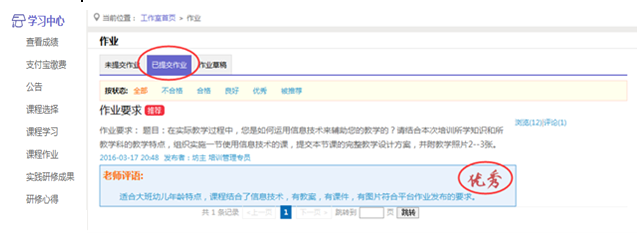 学习中心
查看成绩
支付宝缴费
公告
课程选择
课程学习
课程作业
实践研修成果
研修心得
当前位置： 工作室首页 > 作业
作业
未提交作业 已提交作业 作业草稿
按状态: 全部 不合格 合格 良好 优秀 被推荐
作业要求 推荐
浏览(12)|评论(1)
作业要求： 题目：在实际教学过程中，您是如何运用信息技术来辅助您的教学的？请结合本次培训所学知识和所
教学科的教学特点，组织实施一节使用信息技术的课，提交本节课的完整教学设计方案，并附教学照片2--3张。
2016-03-17 20:48 发布者：坊主 培训管理专员
老师评语:
优秀
适合大班幼儿年龄特点，课程结合了信息技术，有教案，有课件，有图片符合平台作业发布的要求。
共 1 条记录 «上一页 1 下一页 » 跳转到 页 跳转